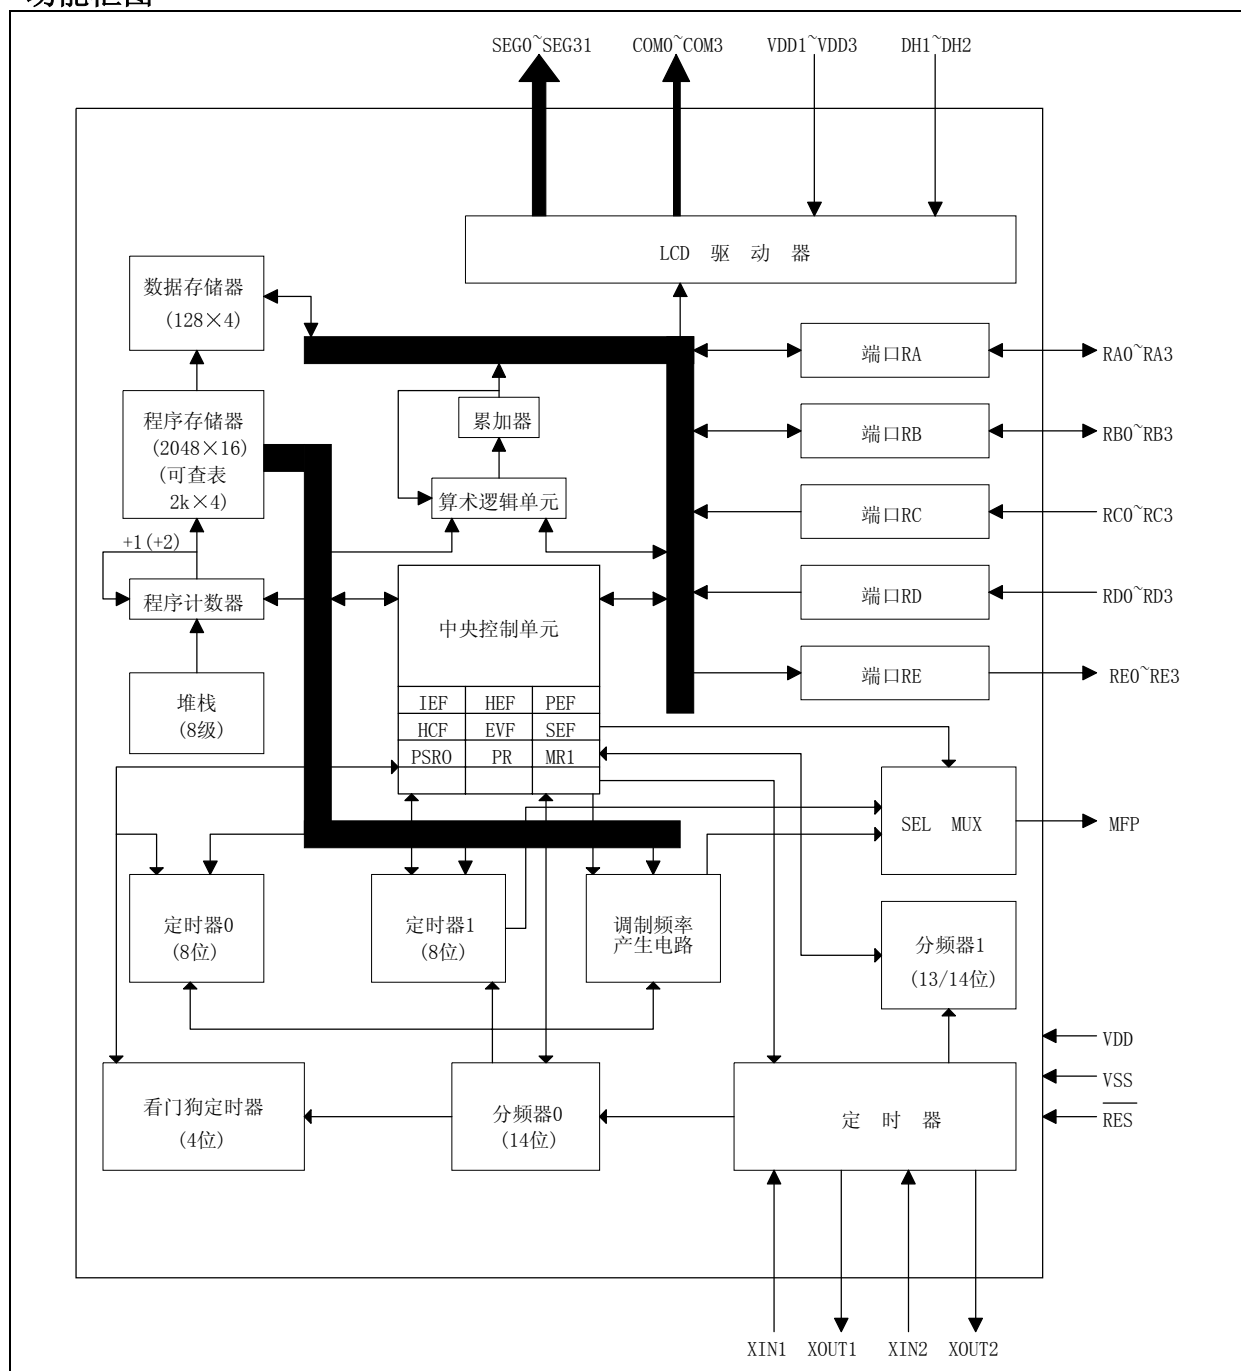 功能框图
SEG0~SEG31 COM0~COM3 VDD1~VDD3 DH1~DH2
LCD 驱 动 器
数据存储器
(128×4)
端口RA
RA0~RA3
程序存储器
(2048×16)
(可查表
2k×4)
累加器
端口RB
RB0~RB3
算术逻辑单元
端口RC
RC0~RC3
+1(+2)
程序计数器
中央控制单元
端口RD
RD0~RD3
堆栈
(8级)
端口RE
RE0~RE3
IEF HEF PEF
HCF EVF SEF
PSR0 PR MR1
SEL MUX
MFP
定时器0
(8位)
定时器1
(8位)
调制频率
产生电路
分频器1
(13/14位)
VDD
VSS
RES
看门狗定时器
(4位)
分频器0
(14位)
定 时 器
XIN1 XOUT1 XIN2 XOUT2